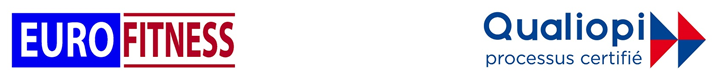 EURO FITNESS
Qualiopi
processus certifié